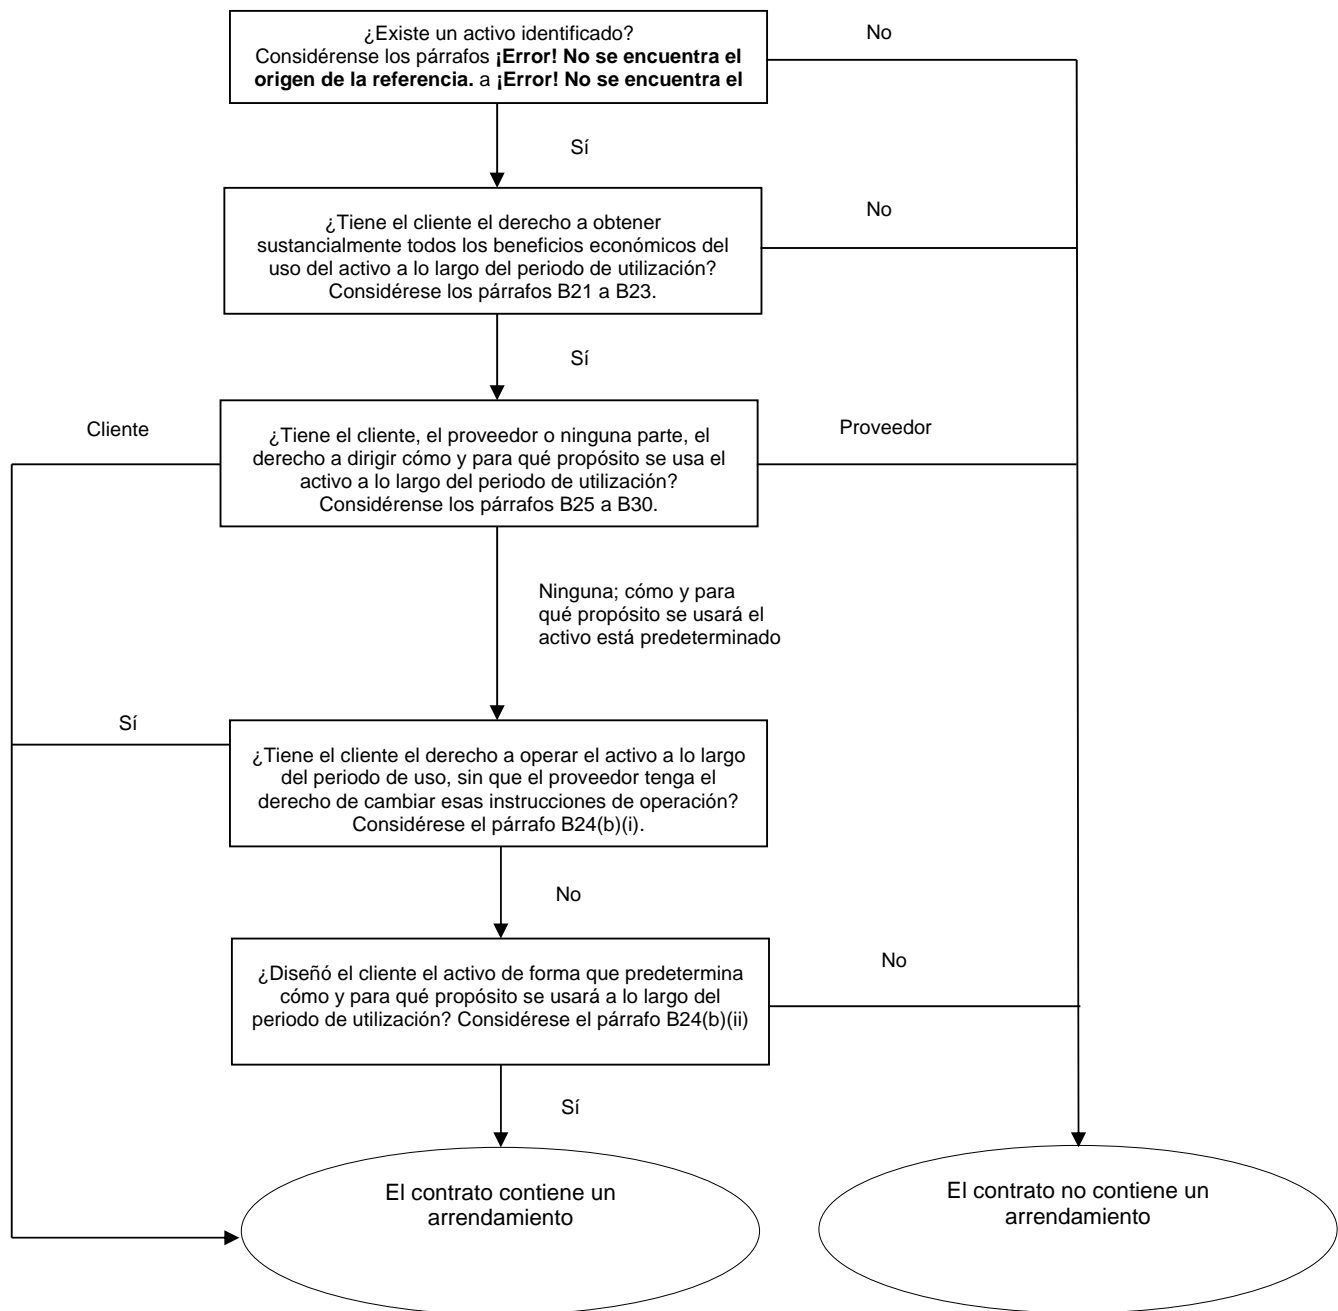 ¿Existe un activo identificado?
Considérense los párrafos ¡Error! No se encuentra el
origen de la referencia. a ¡Error! No se encuentra el
No
Sí
¿Tiene el cliente el derecho a obtener
sustancialmente todos los beneficios económicos del
uso del activo a lo largo del periodo de utilización?
Considérese los párrafos B21 a B23.
No
Sí
Cliente
¿Tiene el cliente, el proveedor o ninguna parte, el
derecho a dirigir cómo y para qué propósito se usa el
activo a lo largo del periodo de utilización?
Considérense los párrafos B25 a B30.
Proveedor
Ninguna; cómo y para
qué propósito se usará el
activo está predeterminado
Sí
¿Tiene el cliente el derecho a operar el activo a lo largo
del periodo de uso, sin que el proveedor tenga el
derecho de cambiar esas instrucciones de operación?
Considérese el párrafo B24(b)(i).
No
¿Diseñó el cliente el activo de forma que predetermina
cómo y para qué propósito se usará a lo largo del
periodo de utilización? Considérese el párrafo B24(b)(ii)
No
Sí
El contrato contiene un
arrendamiento
El contrato no contiene un
arrendamiento